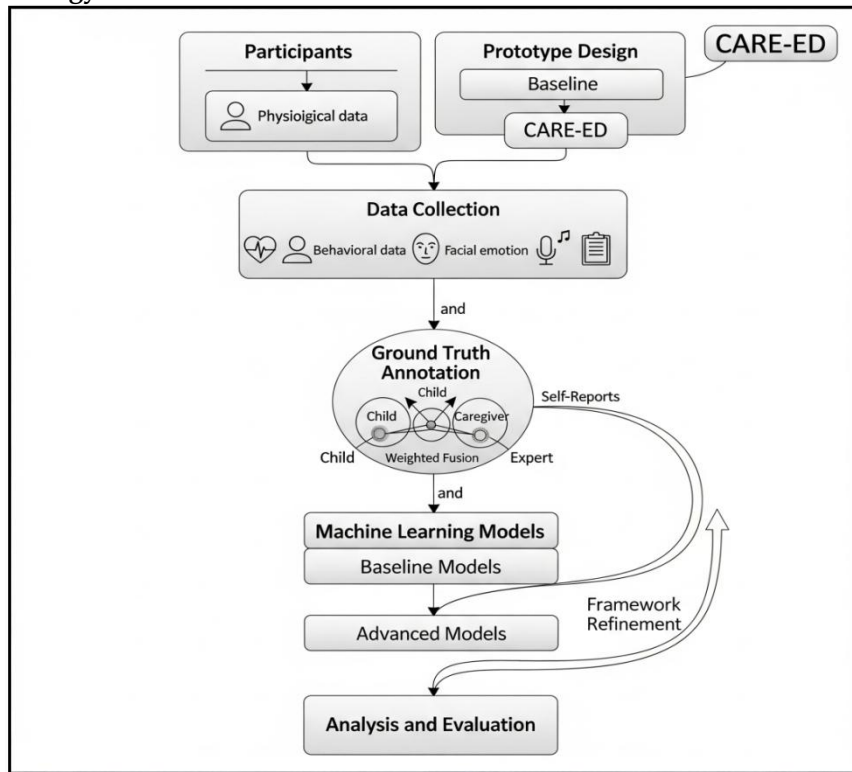 Participants
Physioigical data
Prototype Design
Baseline
CARE-ED
CARE-ED
Data Collection
Behavioral data
Facial emotion
and
Ground Truth
Annotation
Child
Child
Caregiver
Child
Weighted Fusion
Expert
Self-Reports
and
Machine Learning Models
Baseline Models
Advanced Models
Framework
Refinement
Analysis and Evaluation